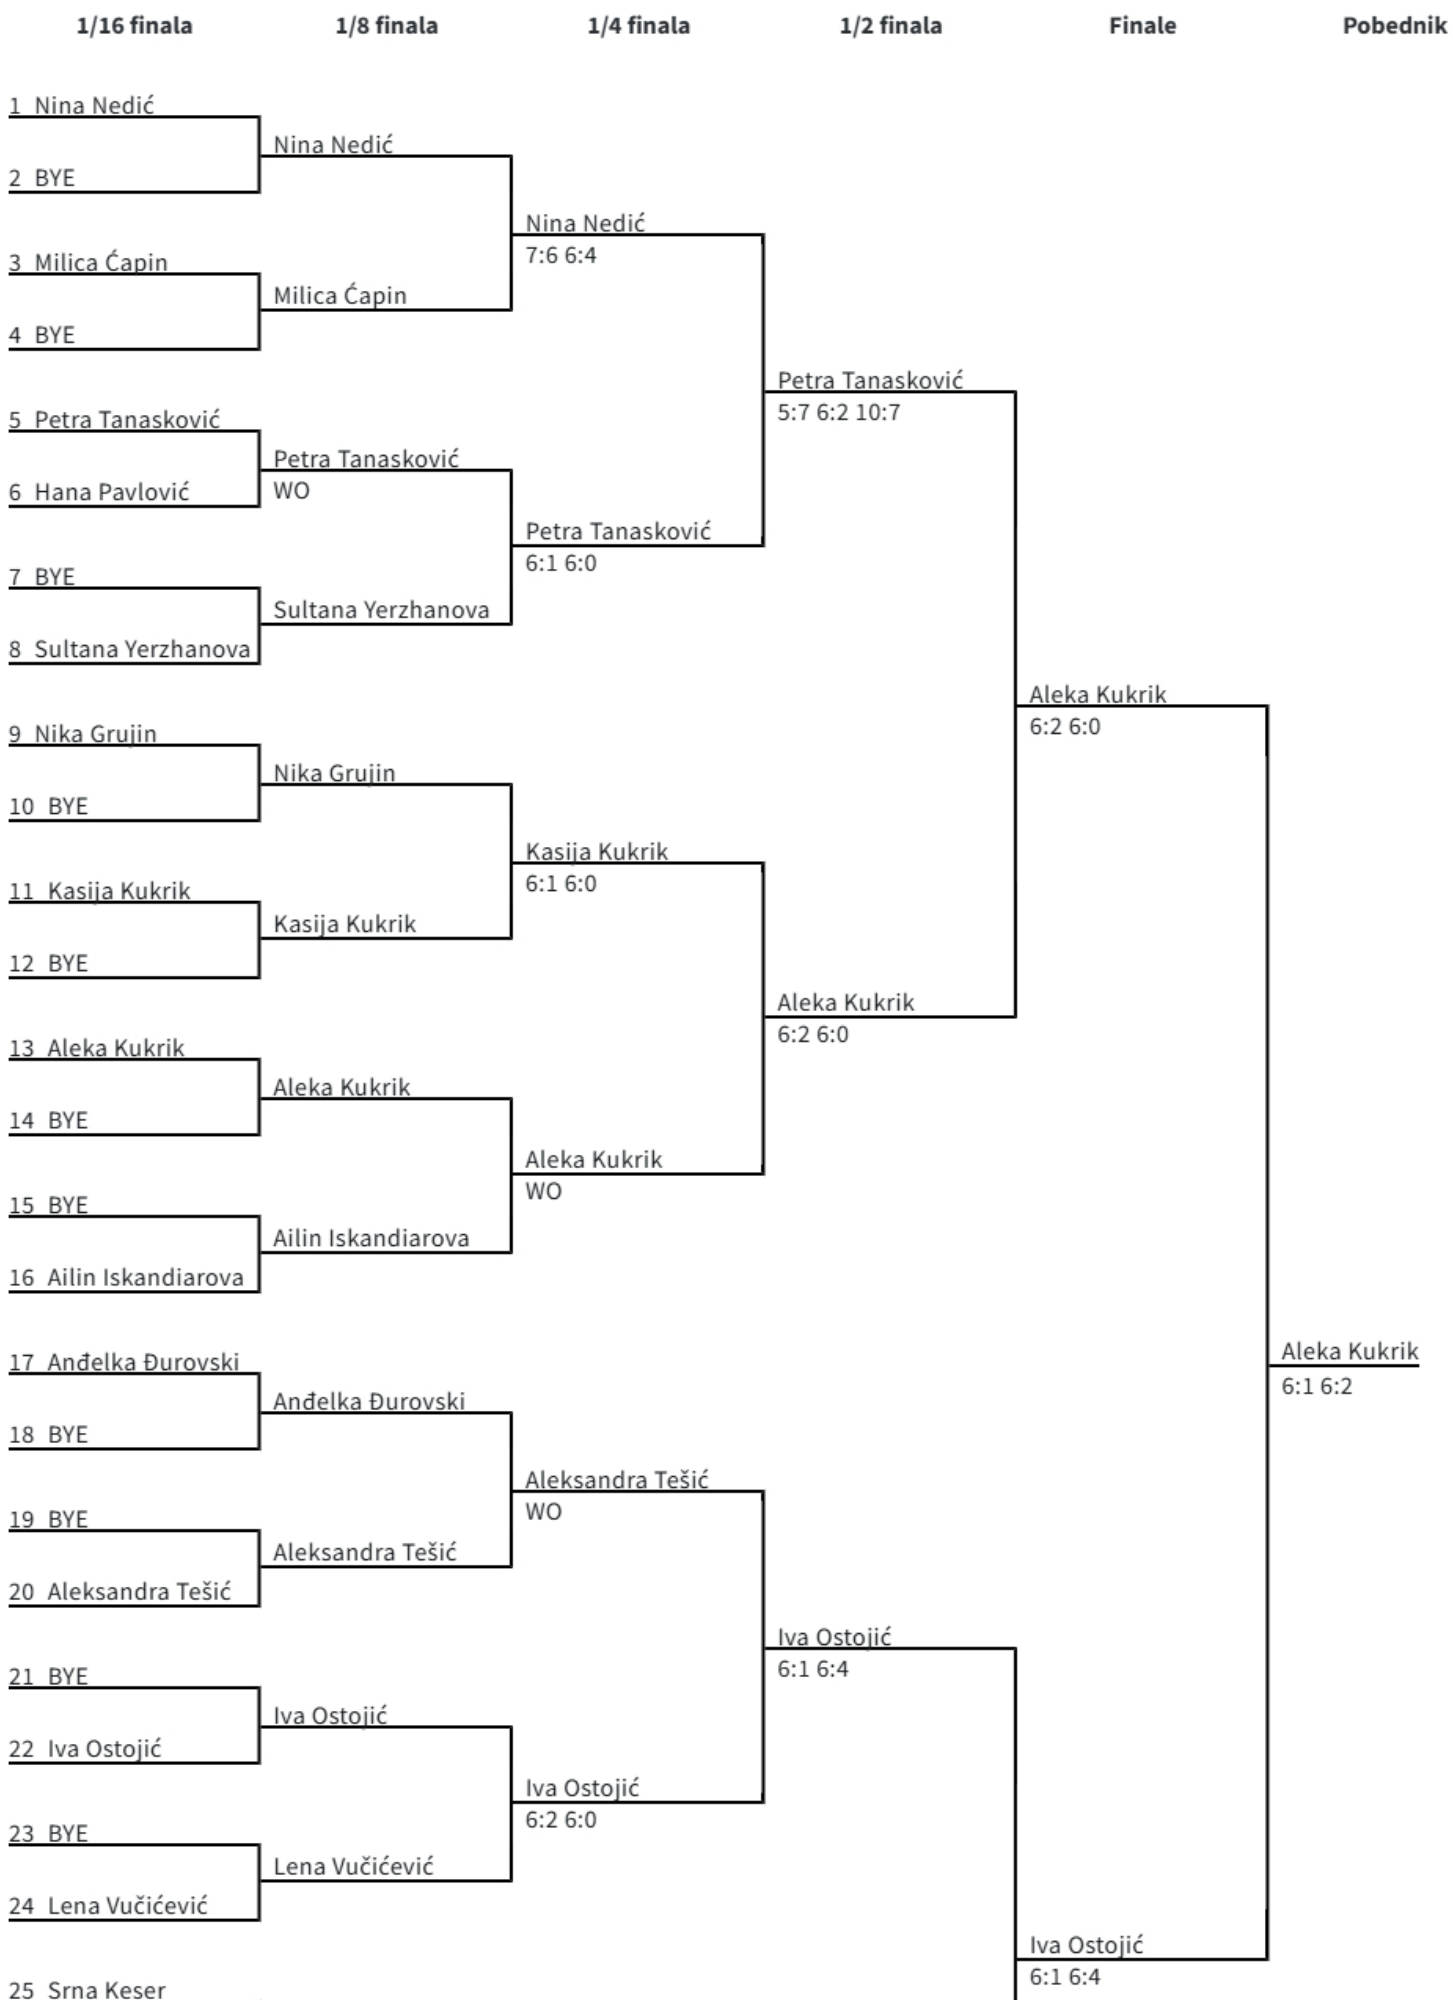 1/16 finala
1/8 finala
1/4 finala
1/2 finala
Finale
Pobednik
1 Nina Nedić
2 BYE
3 Milica Ćapin
4 BYE
5 Petra Tanasković
6 Hana Pavlović
7 BYE
8 Sultana Yerzhanova
9 Nika Grujin
10 BYE
11 Kasija Kukrik
12 BYE
13 Aleka Kukrik
14 BYE
15 BYE
16 Ailin Iskandiarova
17 Anđelka Đurovski
18 BYE
19 BYE
20 Aleksandra Tešić
21 BYE
22 Iva Ostojić
23 BYE
24 Lena Vučićević
25 Srna Keser
Nina Nedić
Milica Ćapin
Petra Tanasković
WO
Sultana Yerzhanova
Nika Grujin
Kasija Kukrik
Aleka Kukrik
Ailin Iskandiarova
Anđelka Đurovski
Aleksandra Tešić
Iva Ostojić
Lena Vučićević
Nina Nedić
7:6 6:4
Petra Tanasković
6:1 6:0
Kasija Kukrik
6:1 6:0
Aleka Kukrik
WO
Aleksandra Tešić
WO
Iva Ostojić
6:2 6:0
Petra Tanasković
5:7 6:2 10:7
Aleka Kukrik
6:2 6:0
Iva Ostojić
6:1 6:4
Aleka Kukrik
6:2 6:0
Iva Ostojić
6:1 6:4
Aleka Kukrik
6:1 6:2